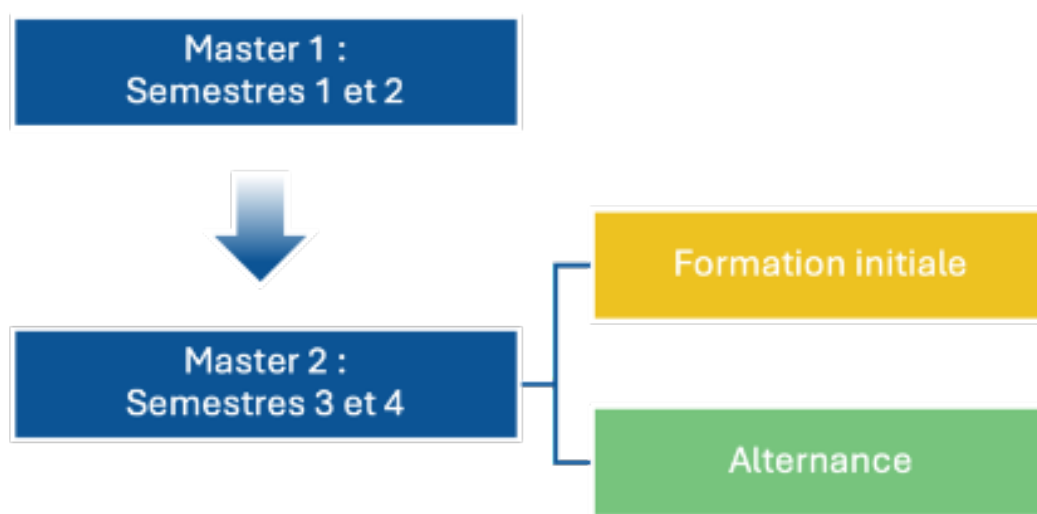 Master 1 :
Semestres 1 et 2
Formation initiale
Master 2 :
Semestres 3 et 4
Alternance